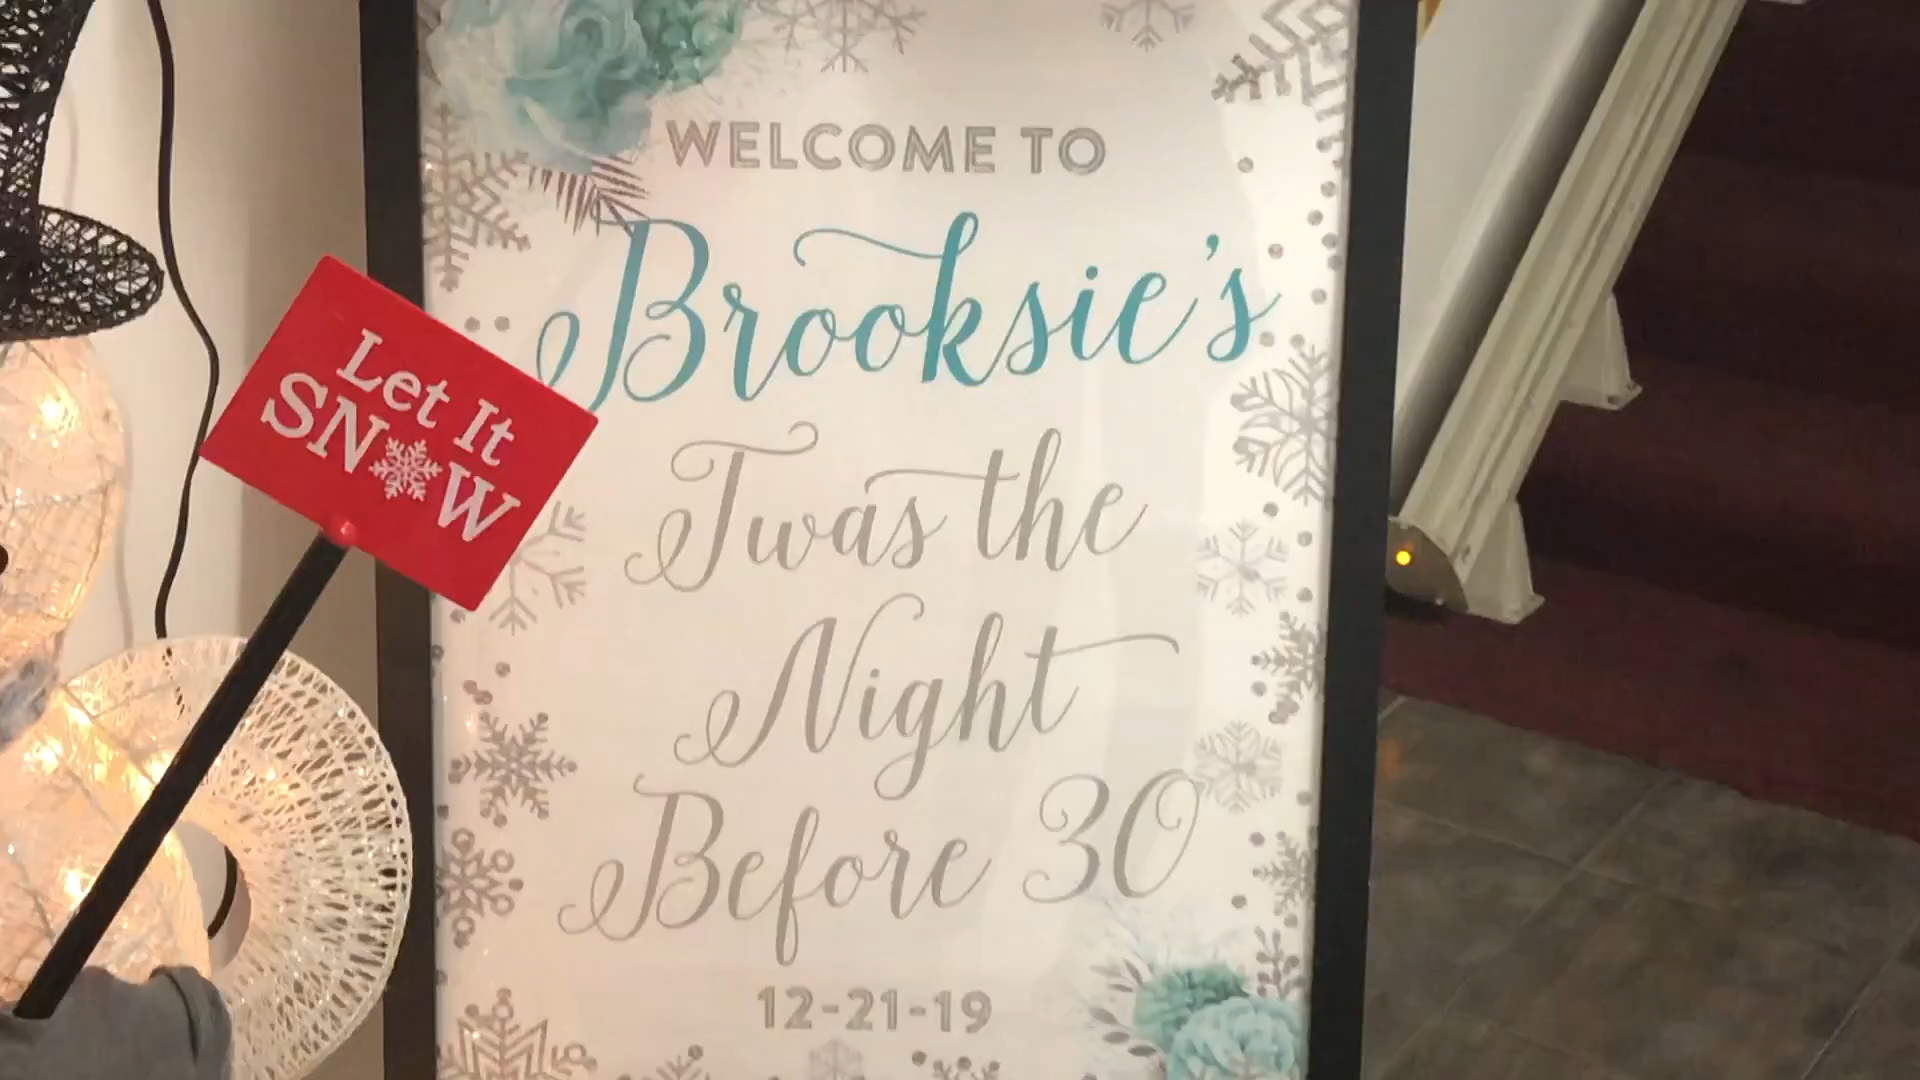 WELCOME TO
Brooksie's
Twas the
Night
Before 30
12-21-19
Let It
SNOW